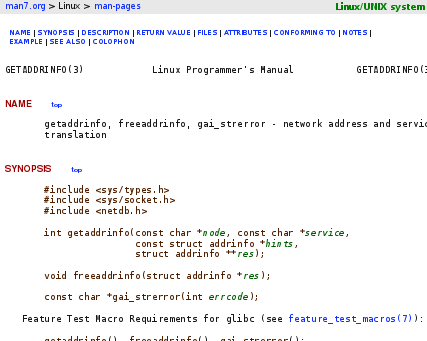 man7.org > Linux > man-pages
Linux/UNIX system
NAME | SYNOPSIS | DESCRIPTION | RETURN VALUE | FILES | ATTRIBUTES | CONFORMING TO | NOTES |
EXAMPLE | SEE ALSO | COLOPHON
GETADDRINFO(3) Linux Programmer's Manual GETADDRINFO(3
NAME top
getaddrinfo, freeaddrinfo, gai_strerror - network address and servic
translation
SYNOPSIS top
#include <sys/types.h>
#include <sys/socket.h>
#include <netdb.h>
int getaddrinfo(const char *node, const char *service,
const struct addrinfo *hints,
struct addrinfo **res);
void freeaddrinfo(struct addrinfo *res);
const char *gai_strerror(int errcode);
Feature Test Macro Requirements for glibc (see feature_test_macros(7)):
getaddrinfo(), freeaddrinfo(), gai_strerror():